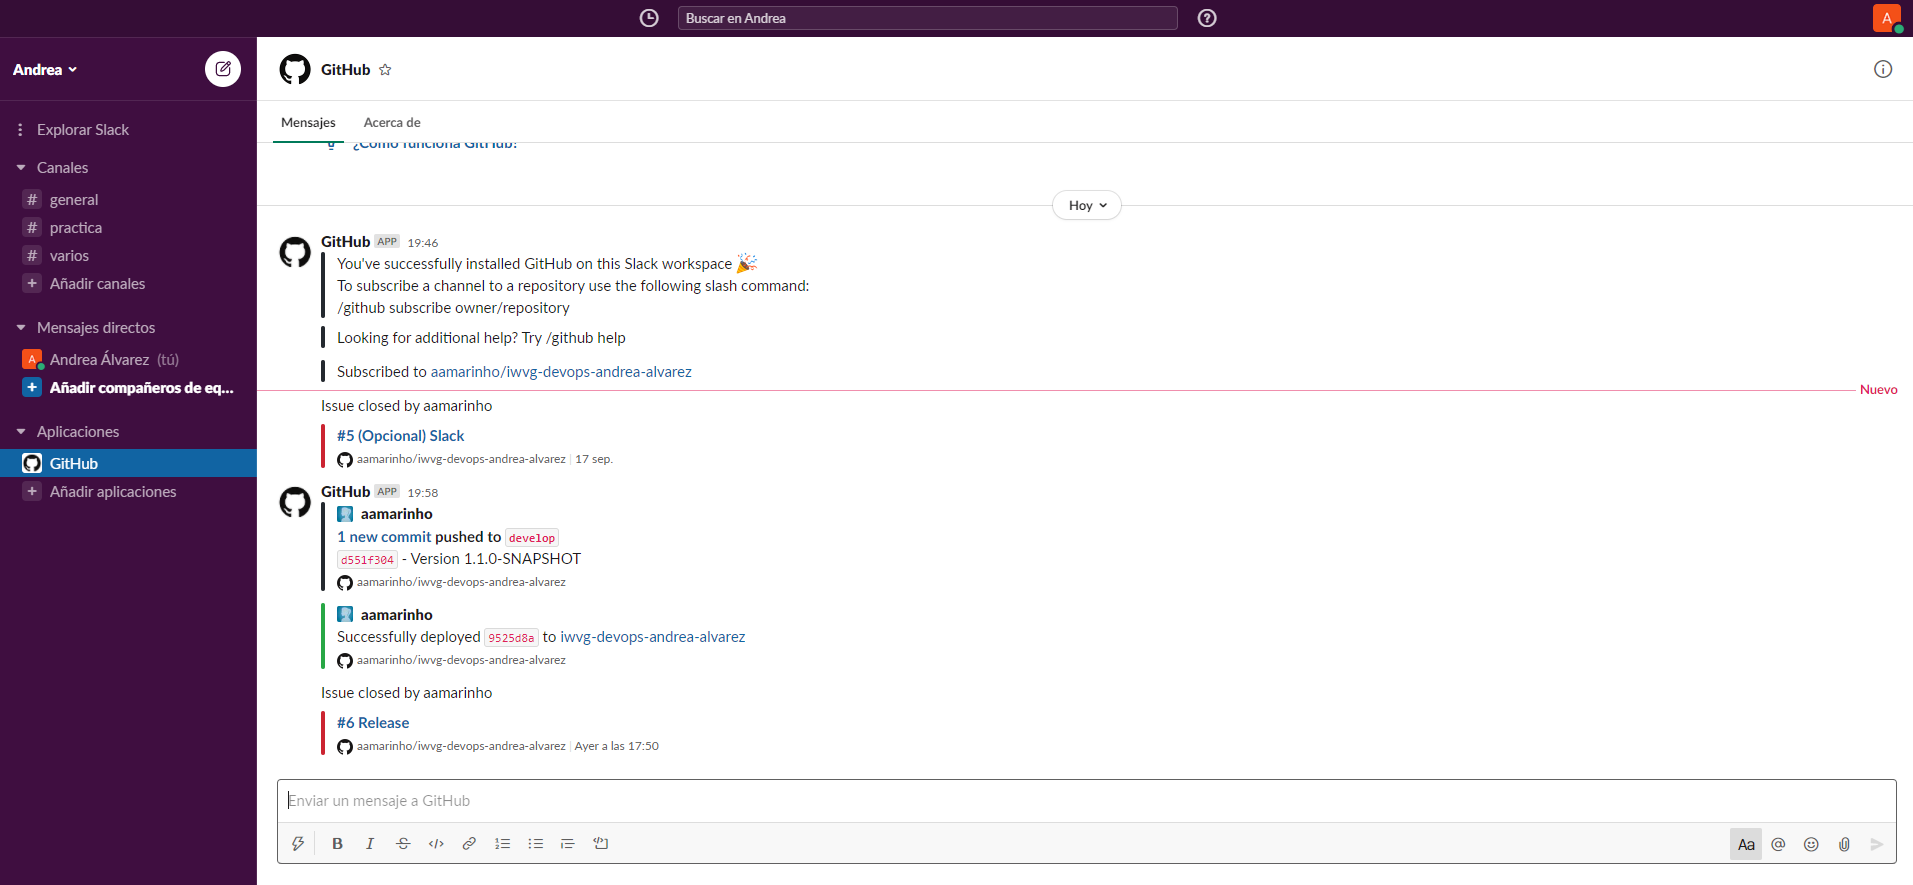 Buscar en Andrea
A
Andrea
GitHub
Explorar Slack
Mensajes
Acerca de
¿Cómo funciona GitHub?
Canales
# general
# practica
# varios
+ Añadir canales
Mensajes directos
A Andrea Álvarez (tú)
+ Añadir compañeros de eq...
Aplicaciones
GitHub
+ Añadir aplicaciones
Hoy
GitHub APP 19:46
You've successfully installed GitHub on this Slack workspace
To subscribe a channel to a repository use the following slash command:
/github subscribe owner/repository
Looking for additional help? Try /github help
Subscribed to aamarinho/iwvg-devops-andrea-alvarez
Nuevo
Issue closed by aamarinho
#5 (Opcional) Slack
aamarinho/iwvg-devops-andrea-alvarez | 17 sep.
GitHub APP 19:58
aamarinho
1 new commit pushed to develop
d551f304 - Version 1.1.0-SNAPSHOT
aamarinho/iwvg-devops-andrea-alvarez
aamarinho
Successfully deployed 9525d8a to iwvg-devops-andrea-alvarez
aamarinho/iwvg-devops-andrea-alvarez
Issue closed by aamarinho
#6 Release
aamarinho/iwvg-devops-andrea-alvarez | Ayer a las 17:50
Enviar un mensaje a GitHub
B I S </> Aa @